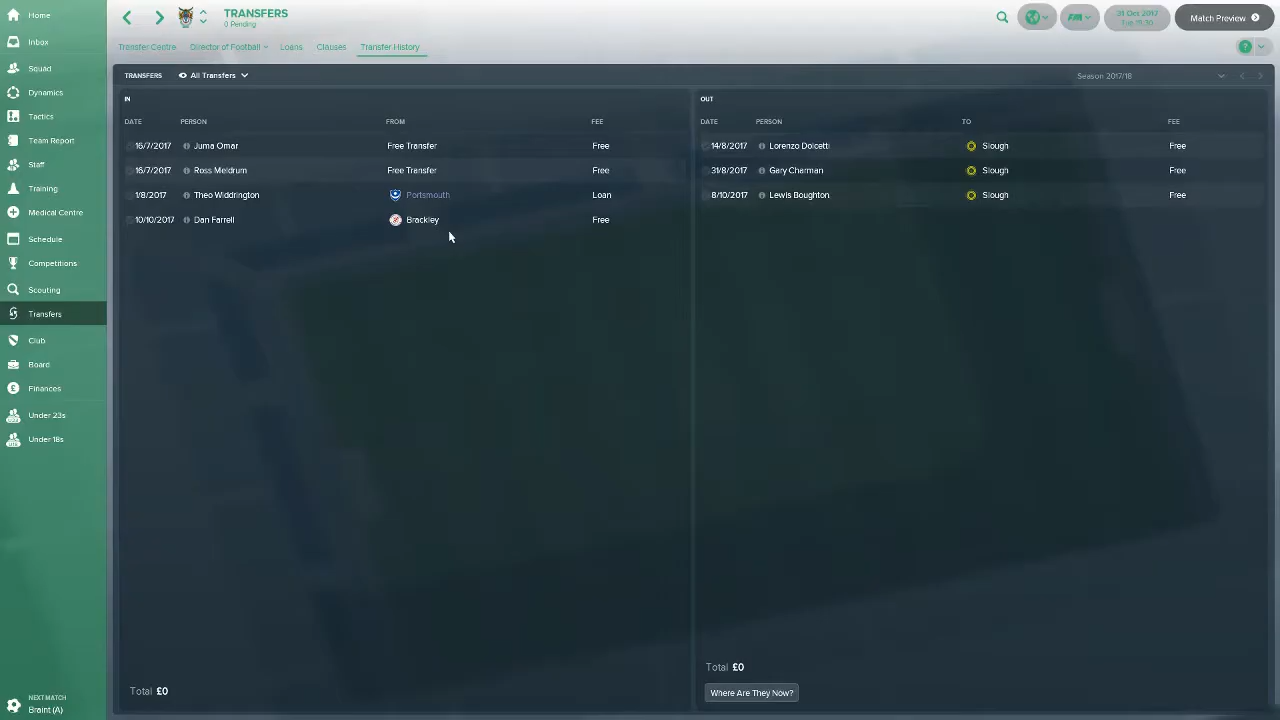 TRANSFERS
0 Pending
31 Oct 2017
Tue
Match Preview
Home
Inbox
Squad
Dynamics
Tactics
Team Report
Staff
Training
Medical Centre
Schedule
Competitions
Scouting
Transfers
Club
Board
Finances
Under 23s
Under 18s
NEXT MATCH
Braint (A)
Transfer Centre Director of Football Loans Clauses Transfer History
TRANSFERS All Transfers Season 2017/18
IN
DATE PERSON FROM FEE
16/7/2017 Juma Omar Free Transfer Free
16/7/2017 Ross Meldrum Free Transfer Free
1/8/2017 Theo Widdrington Portsmouth Loan
10/10/2017 Dan Farrell Brackley Free
Total £0
OUT
DATE PERSON TO FEE
14/8/2017 Lorenzo Dolcetti Slough Free
31/8/2017 Gary Charman Slough Free
8/10/2017 Lewis Boughton Slough Free
Total £0
Where Are They Now?